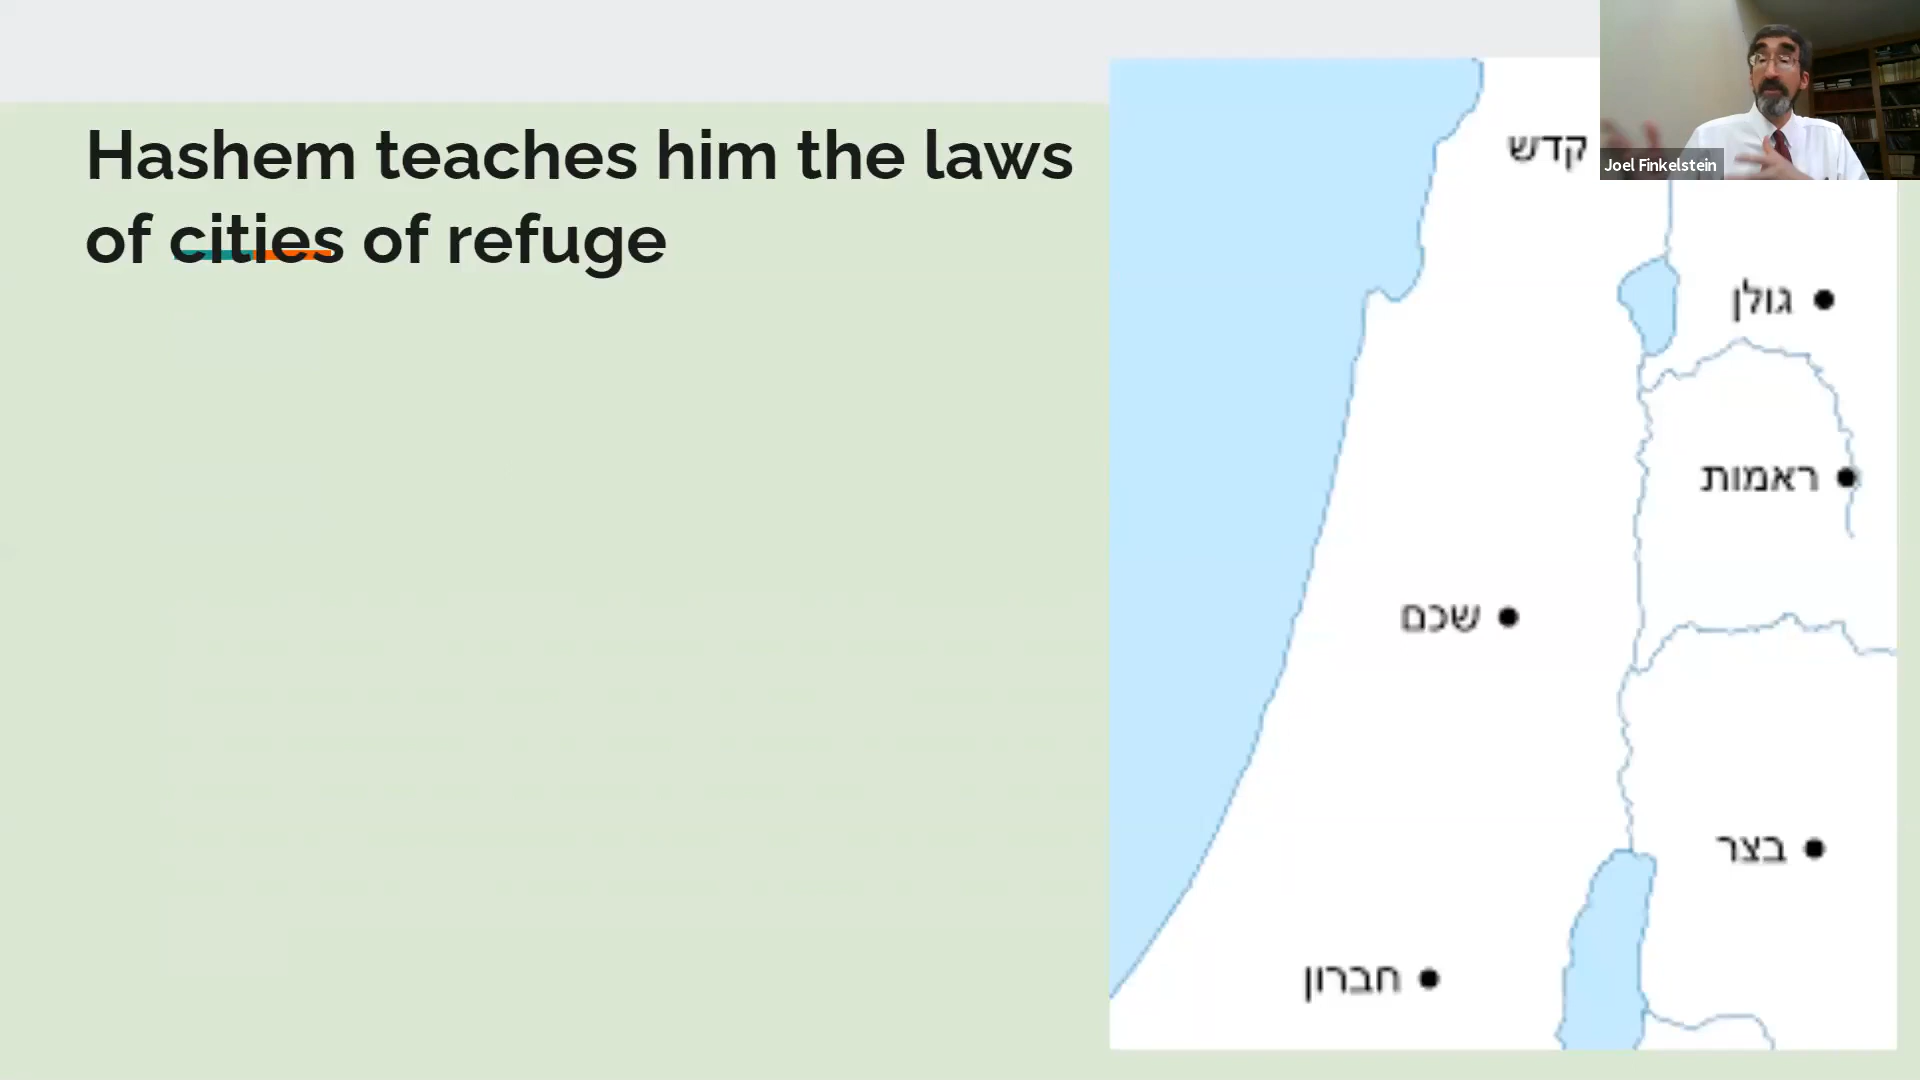 Hashem teaches him the laws
of cities of refuge
קדש
Joel Finkelstein
גולן
ראמות
שכם
בצר
חברון